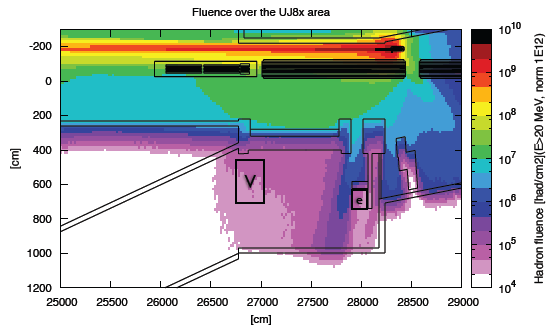 Fluence over the UJ8x area
-200
0
200
400
600
800
1000
1200
[cm]
25000 25500 26000 26500 27000 27500 28000 28500 29000
[cm]
V
e
10^10
10^9
10^8
10^7
10^6
10^5
10^4
Hadron fluence [had/cm2](E>20 MeV, norm 1E12)